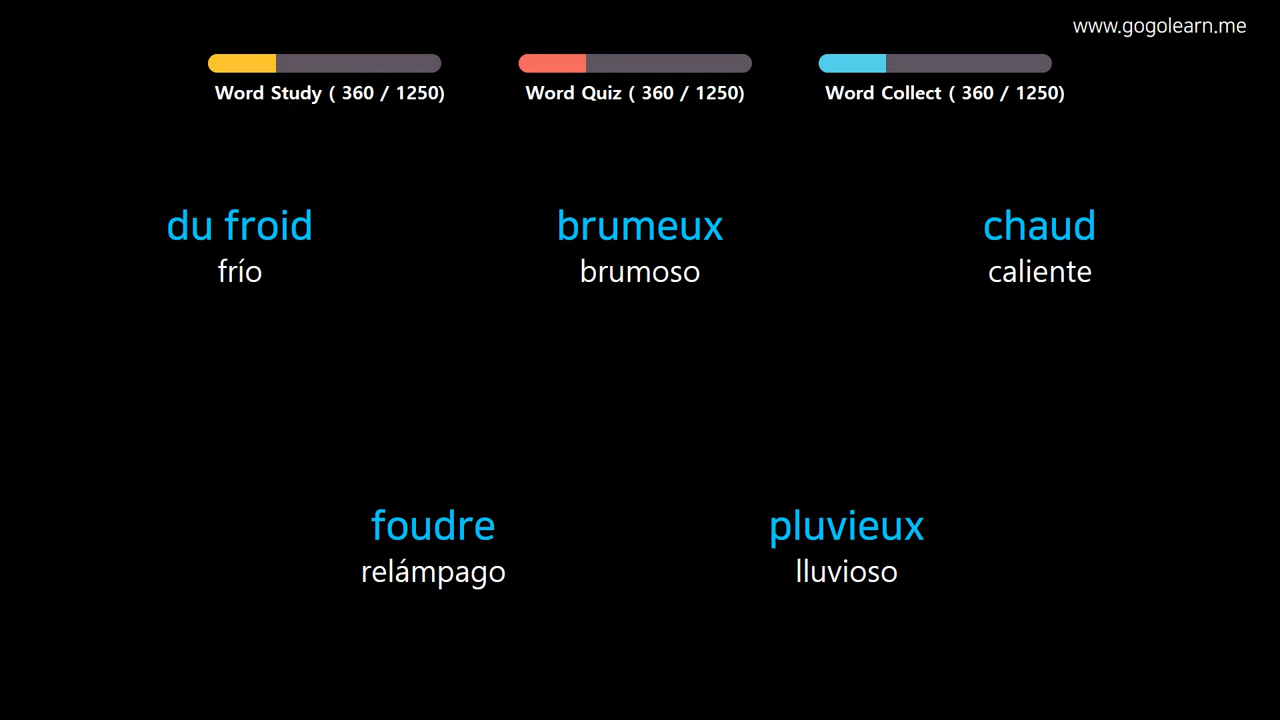 www.gogolearn.me
Word Study ( 360 / 1250)
Word Quiz ( 360 / 1250)
Word Collect ( 360 / 1250)
du froid
frío
brumeux
brumoso
chaud
caliente
foudre
relámpago
pluvieux
lluvioso